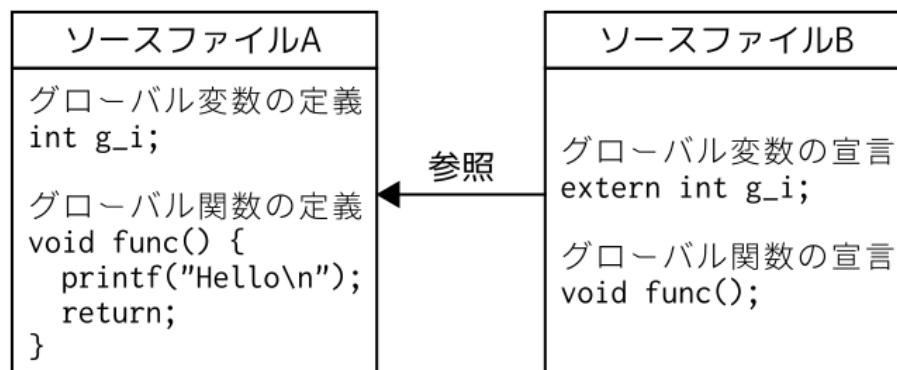 ソースファイルA
グローバル変数の定義
int g_i;
グローバル関数の定義
void func() {
printf("Hello\n");
return;
}
参照
ソースファイルB
グローバル変数の宣言
extern int g_i;
グローバル関数の宣言
void func();